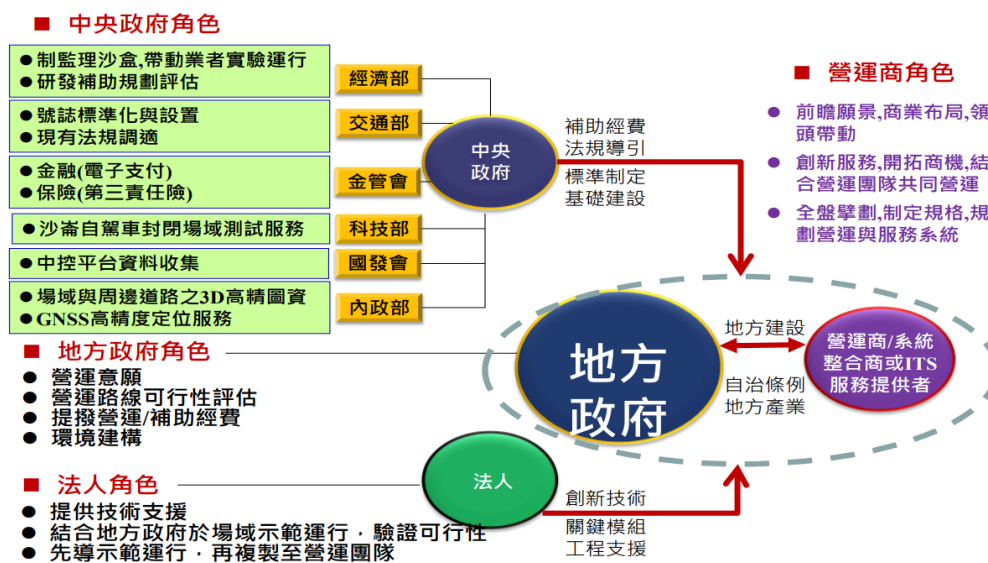 ■ 中央政府角色
● 制監理沙盒,帶動業者實驗運行
● 研發補助規劃評估
經濟部
● 號誌標準化與設置
● 現有法規調適
交通部
● 金融(電子支付)
● 保險(第三責任險)
金管會
● 沙崙自駕車封閉場域測試服務
科技部
● 中控平台資料收集
國發會
● 場域與周邊道路之3D高精圖資
● GNSS高精度定位服務
內政部
中央
政府
補助經費
法規導引
標準制定
基礎建設
■ 營運商角色
● 前瞻願景,商業布局,領
頭帶動
● 創新服務,開拓商機,結
合營運團隊共同營運
● 全盤擘劃,制定規格,規
劃營運與服務系統
■ 地方政府角色
● 營運意願
● 營運路線可行性評估
● 提撥營運/補助經費
● 環境建構
地方
政府
地方建設
自治條例
地方產業
營運商/系統
整合商或ITS
服務提供者
■ 法人角色
● 提供技術支援
● 結合地方政府於場域示範運行，驗證可行性
● 先導示範運行，再複製至營運團隊
法人
創新技術
關鍵模組
工程支援